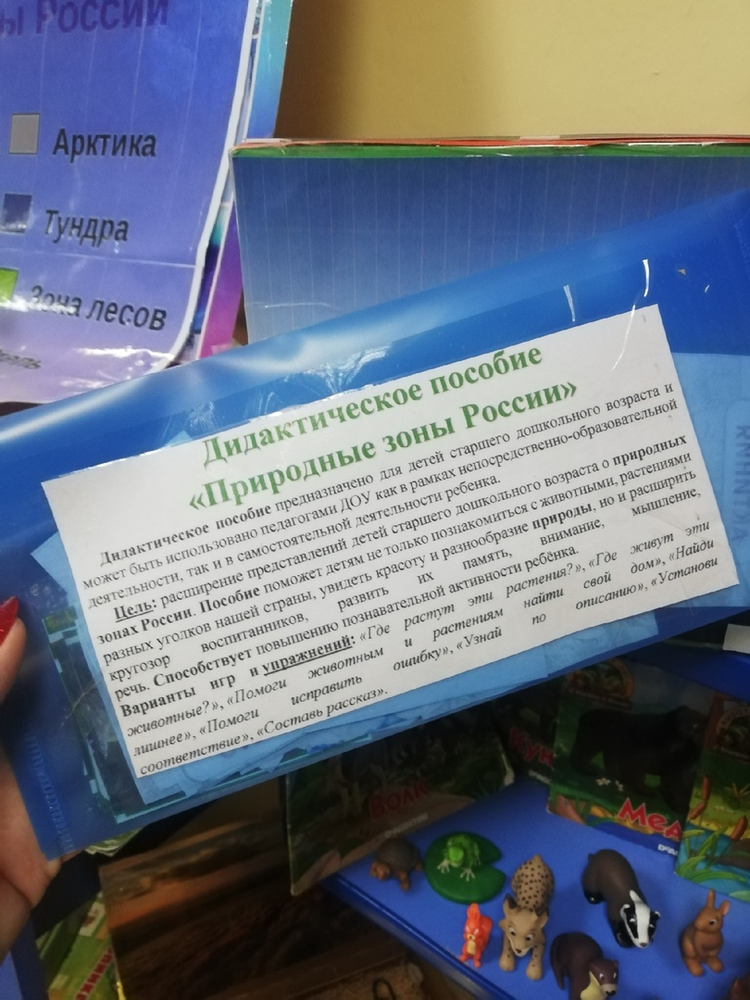 ы России
Арктика
Тундра
Зона лесов
Дидактическое пособие
«Природные зоны России»
Дидактическое пособие предназначено для детей старшего дошкольного возраста и
может быть использовано педагогами ДОУ как в рамках непосредственно-образовательной
деятельности, так и в самостоятельной деятельности ребенка.
Цель: расширение представлений детей старшего дошкольного возраста о природных
зонах России. Пособие поможет детям не только познакомиться с животными, растениями
разных уголков нашей страны, увидеть красоту и разнообразие природы, но и расширить
кругозор воспитанников, развить их память, внимание, мышление,
речь. Способствует повышению познавательной активности ребёнка.
Варианты игр и упражнений: «Где растут эти растения?», «Где живут эти
животные?», «Помоги животным и растениям найти свой дом», «Найди
лишнее», «Помоги исправить ошибку», «Узнай по описанию», «Установи
соответствие», «Составь рассказ».
Волк
Мед